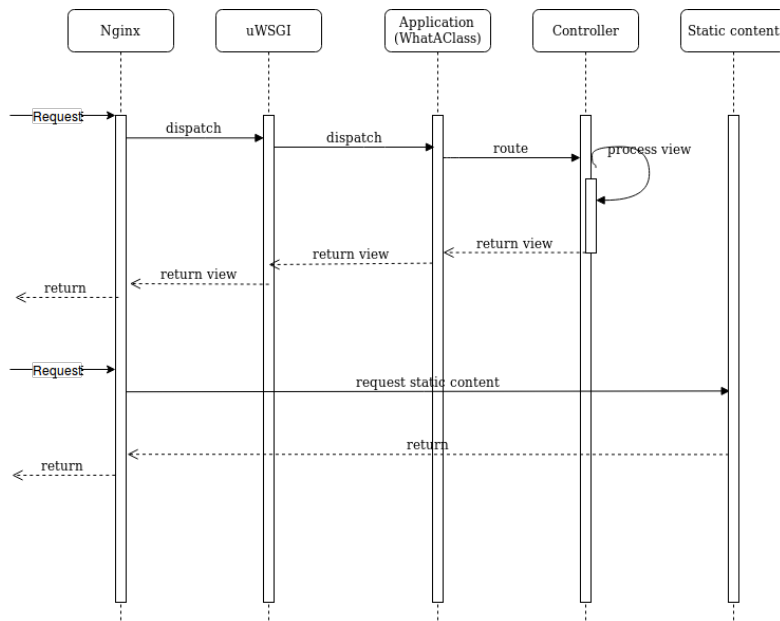 Nginx
uWSGI
Application
(WhatAClass)
Controller
Static content
Request
dispatch
dispatch
route
process view
return view
return view
return view
return
Request
request static content
return
return